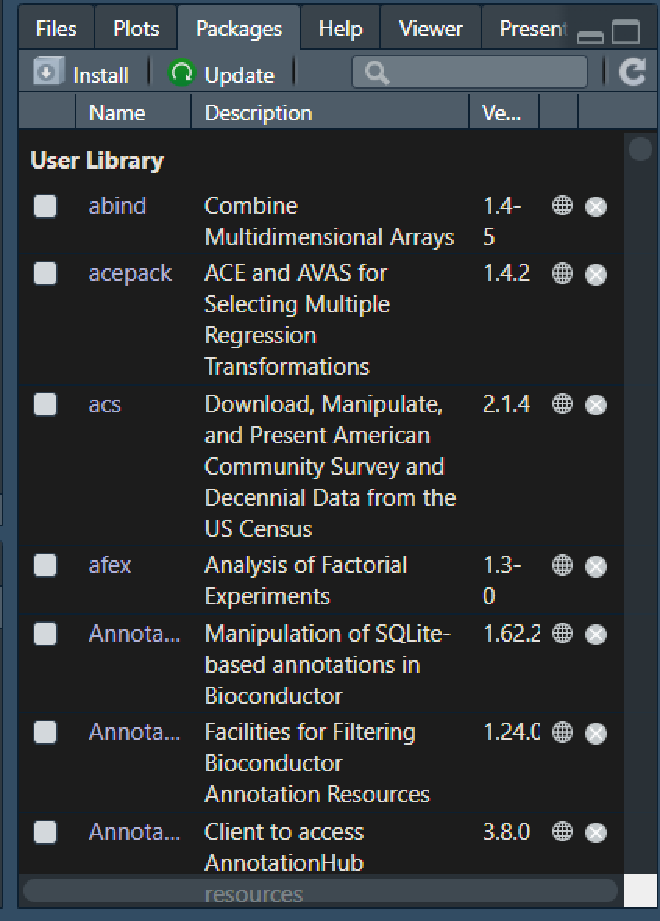 Files Plots Packages Help Viewer Present
Install Update
Name Description Ve...
User Library
abind Combine 1.4-
Multidimensional Arrays 5
acepack ACE and AVAS for 1.4.2
Selecting Multiple
Regression
Transformations
acs Download, Manipulate, 2.1.4
and Present American
Community Survey and
Decennial Data from the
US Census
afex Analysis of Factorial 1.3-
Experiments 0
Annota... Manipulation of SQLite- 1.62.2
based annotations in
Bioconductor
Annota... Facilities for Filtering 1.24.0
Bioconductor
Annotation Resources
Annota... Client to access 3.8.0
AnnotationHub
resources